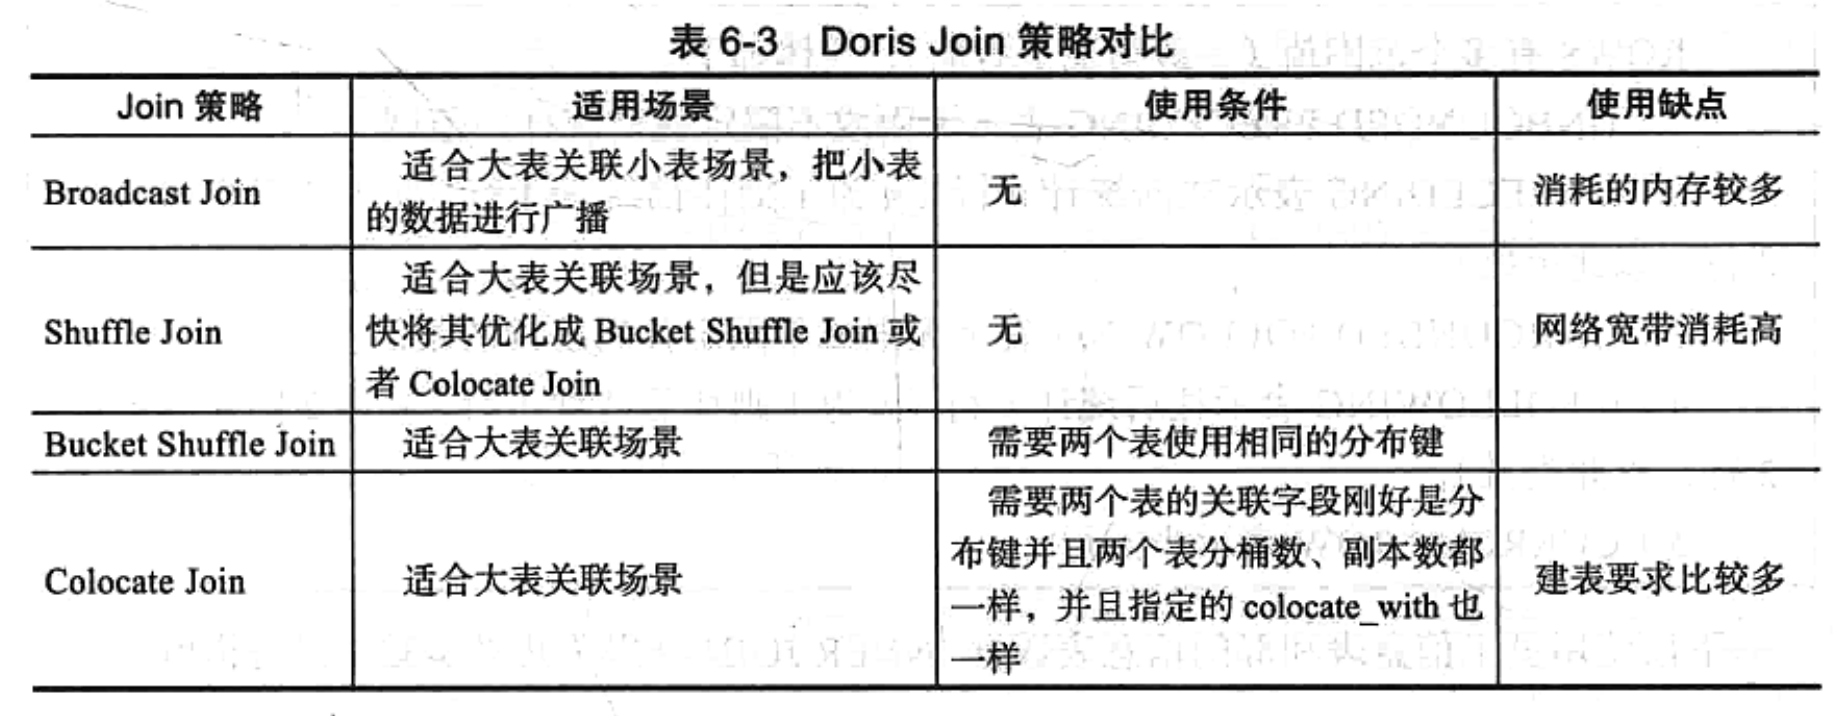 表 6-3 Doris Join 策略对比
Join 策略 适用场景 使用条件 使用缺点
Broadcast Join
适合大表关联小表场景，把小表
的数据进行广播
无
消耗的内存较多
Shuffle Join
适合大表关联场景，但是应该尽
快将其优化成 Bucket Shuffle Join 或
者 Colocate Join
无
网络宽带消耗高
Bucket Shuffle Join 适合大表关联场景 需要两个表使用相同的分布键
Colocate Join
适合大表关联场景
需要两个表的关联字段刚好是分
布键并且两个表分桶数、副本数都
一样，并且指定的 colocate_with 也
一样
建表要求比较多